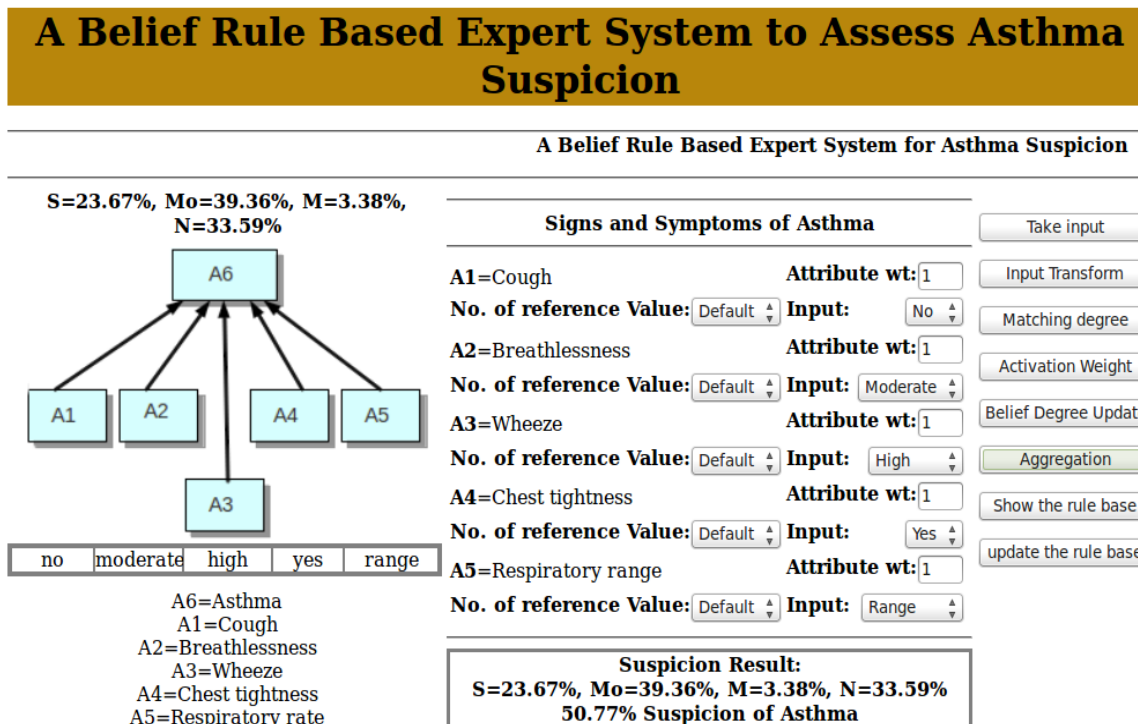 A Belief Rule Based Expert System to Assess Asthma
Suspicion
A Belief Rule Based Expert System for Asthma Suspicion
S=23.67%, Mo=39.36%, M=3.38%,
N=33.59%
A6
A1
A2
A4
A5
A3
no moderate high yes range
A6=Asthma
A1=Cough
A2=Breathlessness
A3=Wheeze
A4=Chest tightness
A5=Respiratory rate
Signs and Symptoms of Asthma
A1=Cough Attribute wt: 1
No. of reference Value: Default Input: No
A2=Breathlessness Attribute wt: 1
No. of reference Value: Default Input: Moderate
A3=Wheeze Attribute wt: 1
No. of reference Value: Default Input: High
A4=Chest tightness Attribute wt: 1
No. of reference Value: Default Input: Yes
A5=Respiratory range Attribute wt: 1
No. of reference Value: Default Input: Range
Suspicion Result:
S=23.67%, Mo=39.36%, M=3.38%, N=33.59%
50.77% Suspicion of Asthma
Take input
Input Transform
Matching degree
Activation Weight
Belief Degree Updat
Aggregation
Show the rule base
update the rule base